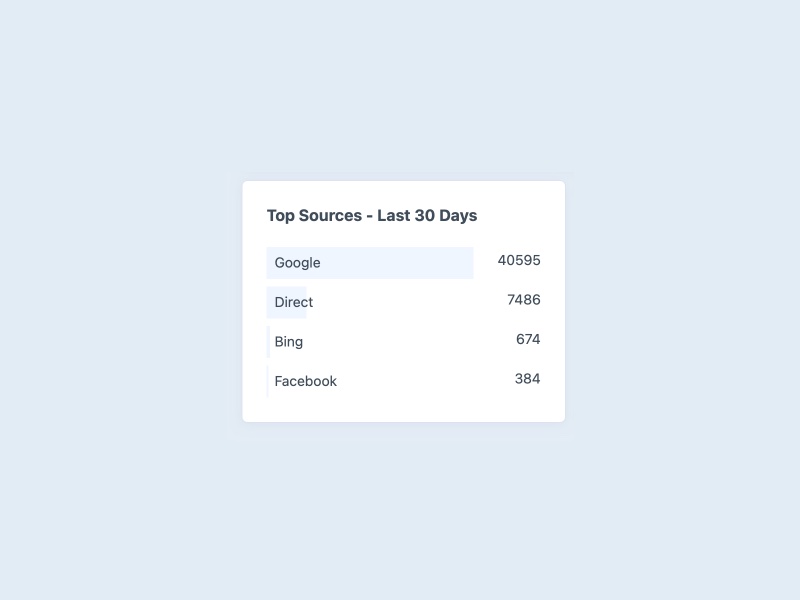 Top Sources - Last 30 Days
Google 40595
Direct 7486
Bing 674
Facebook 384